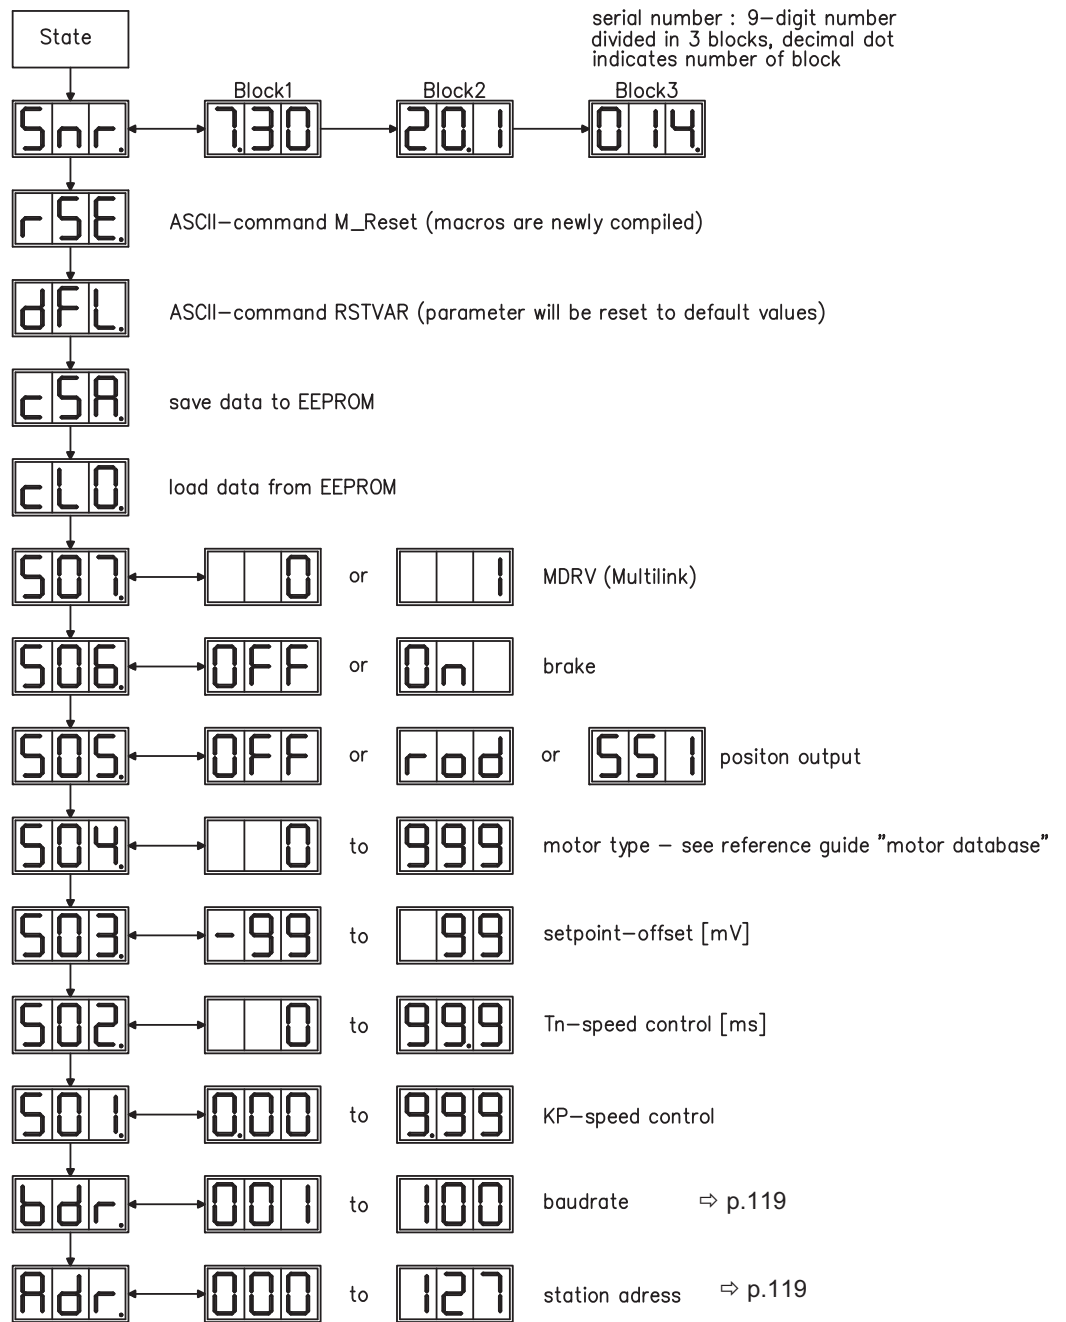 State
serial number : 9-digit number
divided in 3 blocks, decimal dot
indicates number of block
Block1 Block2 Block3
Snr. 7.30 20.1 014.
rSE. ASCII-command M_Reset (macros are newly compiled)
dFL. ASCII-command RSTVAR (parameter will be reset to default values)
cSA. save data to EEPROM
cL0. load data from EEPROM
S07. 0 or 1 MDRV (Multilink)
S06. OFF or On brake
S05. OFF or rod or SSI positon output
S04. 0 to 999 motor type - see reference guide "motor database"
S03. -99 to 99 setpoint-offset [mV]
S02. 0 to 99.9 Tn-speed control [ms]
S01. 0.00 to 9.99 KP-speed control
bdr. 001 to 100 baudrate ⇨ p.119
Adr. 000 to 127 station adress ⇨ p.119